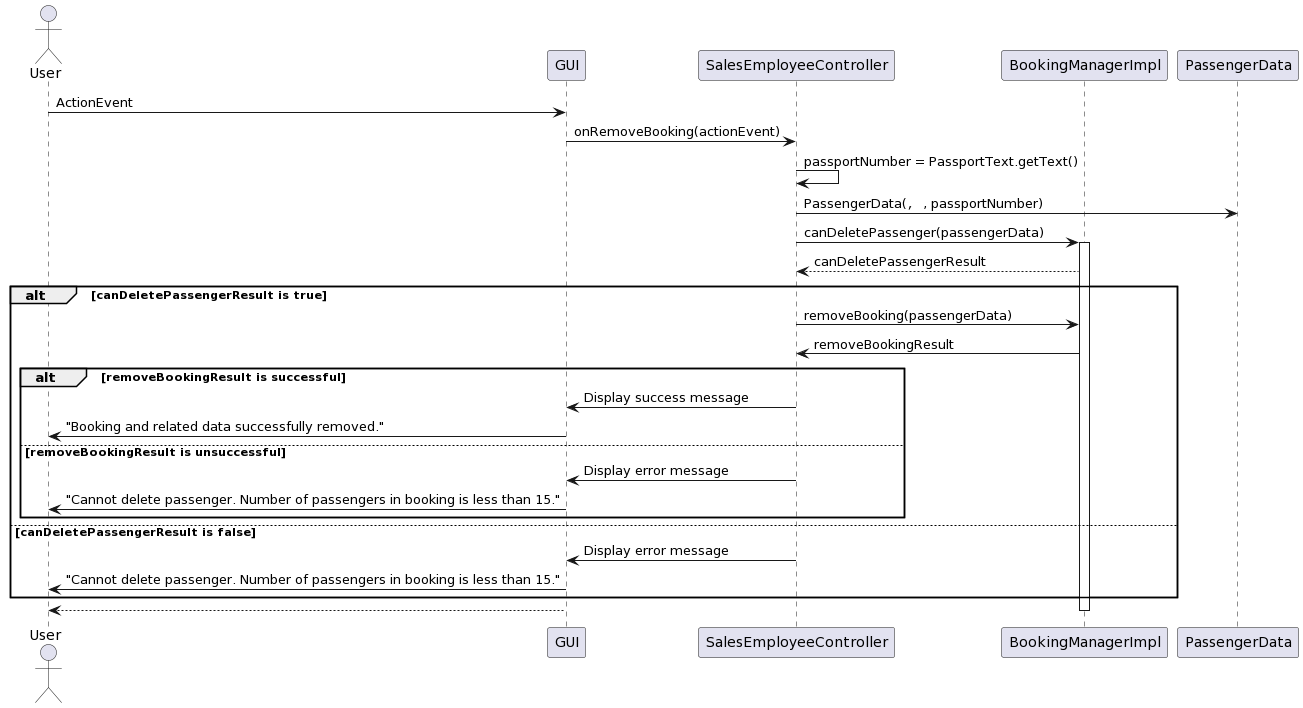 User
GUI
SalesEmployeeController
BookingManagerImpl
PassengerData
ActionEvent
onRemoveBooking(actionEvent)
passportNumber = PassportText.getText()
PassengerData(, , passportNumber)
canDeletePassenger(passengerData)
canDeletePassengerResult
alt [canDeletePassengerResult is true]
removeBooking(passengerData)
removeBookingResult
alt [removeBookingResult is successful]
Display success message
"Booking and related data successfully removed."
[removeBookingResult is unsuccessful]
Display error message
"Cannot delete passenger. Number of passengers in booking is less than 15."
[canDeletePassengerResult is false]
Display error message
"Cannot delete passenger. Number of passengers in booking is less than 15."
User
GUI
SalesEmployeeController
BookingManagerImpl
PassengerData